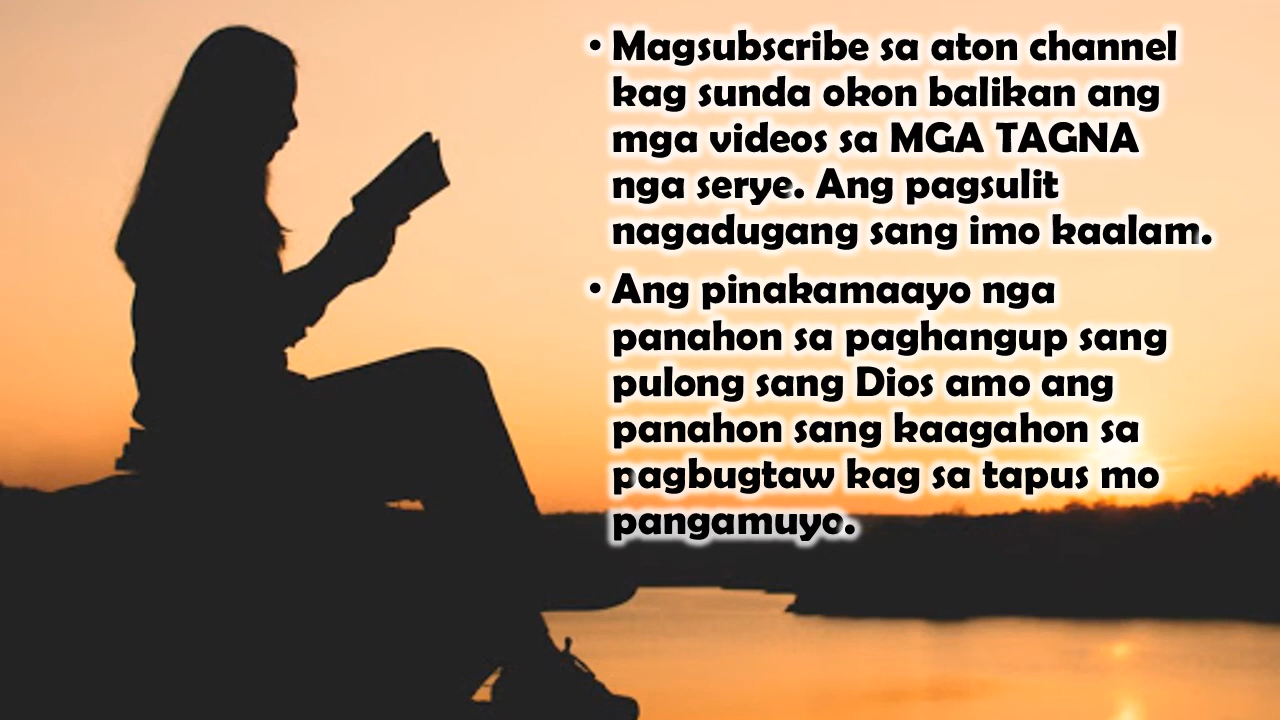 • Magsubscribe sa aton channel
kag sunda okon balikan ang
mga videos sa MGA TAGNA
nga serye. Ang pagsulit
nagadugang sang imo kaalam.
• Ang pinakamaayo nga
panahon sa paghangup sang
pulong sang Dios amo ang
panahon sang kaagahon sa
pagbugtaw kag sa tapus mo
pangamuyo.